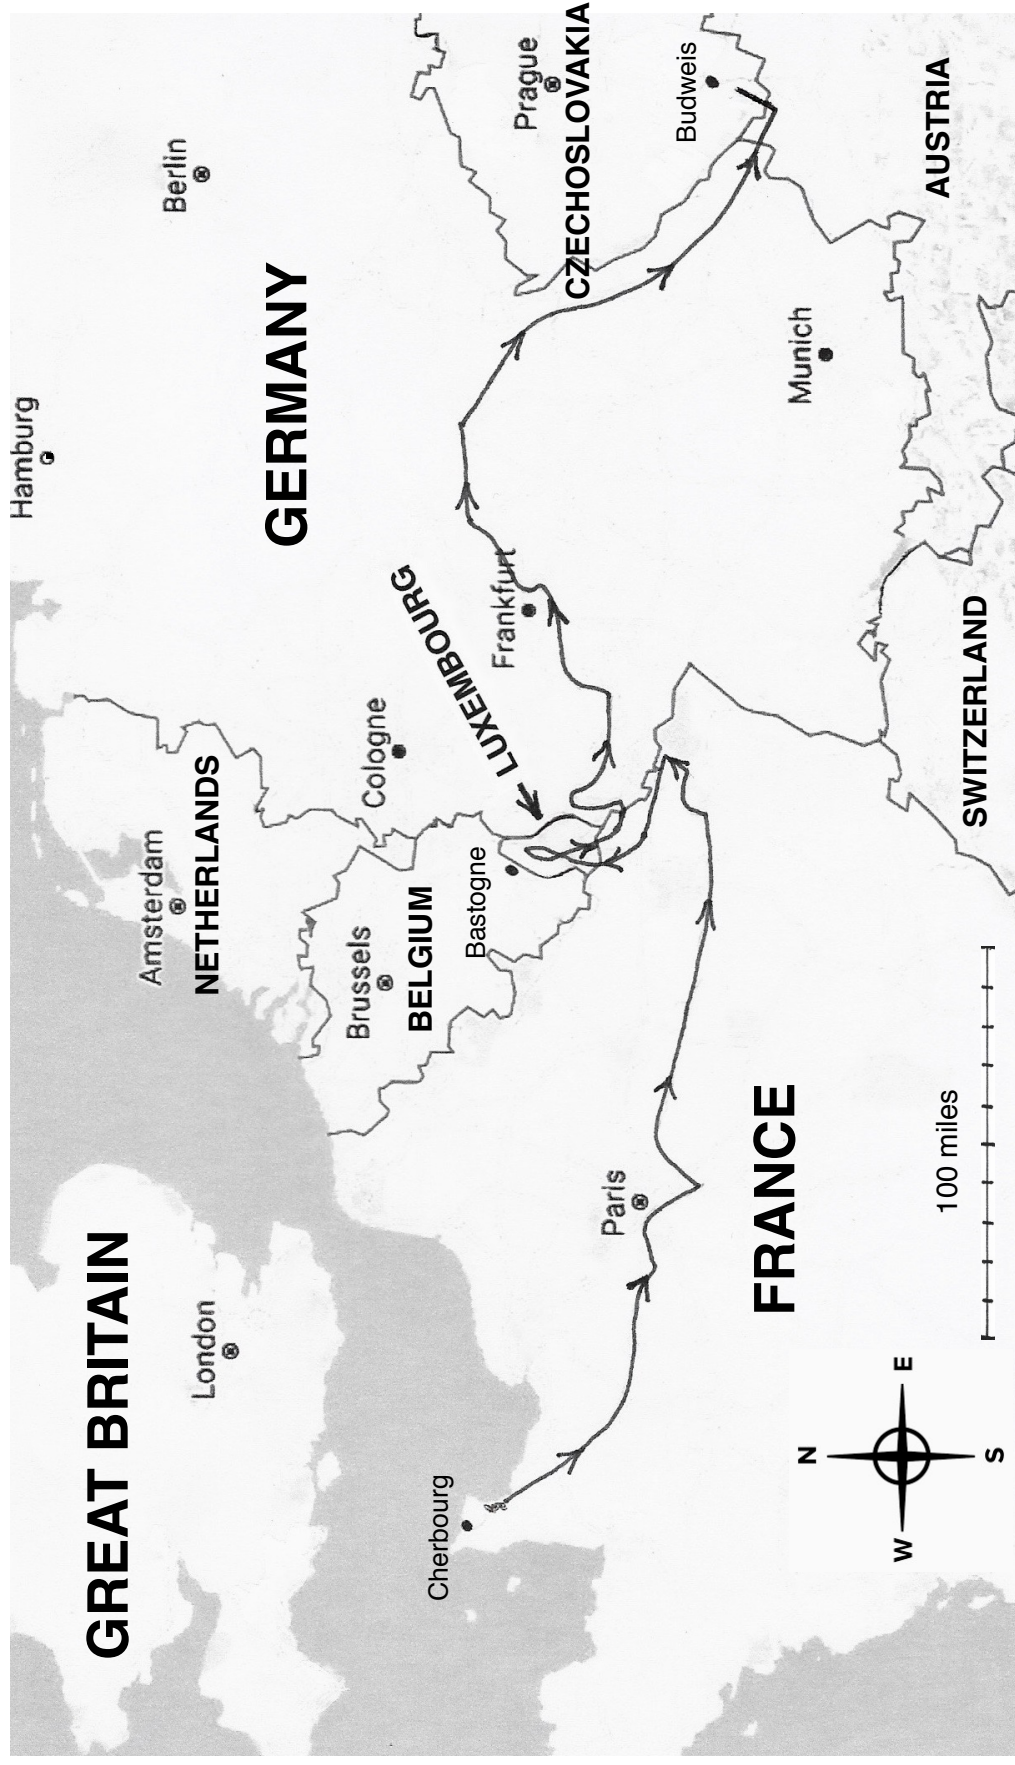 GREAT BRITAIN
London
Cherbourg
Paris
FRANCE
Hamburg
Berlin
GERMANY
Amsterdam
NETHERLANDS
Cologne
Brussels
BELGIUM
Bastogne
LUXEMBOURG
Frankfurt
Prague
CZECHOSLOVAKIA
Budweis
Munich
AUSTRIA
SWITZERLAND
100 miles
N
W
E
S